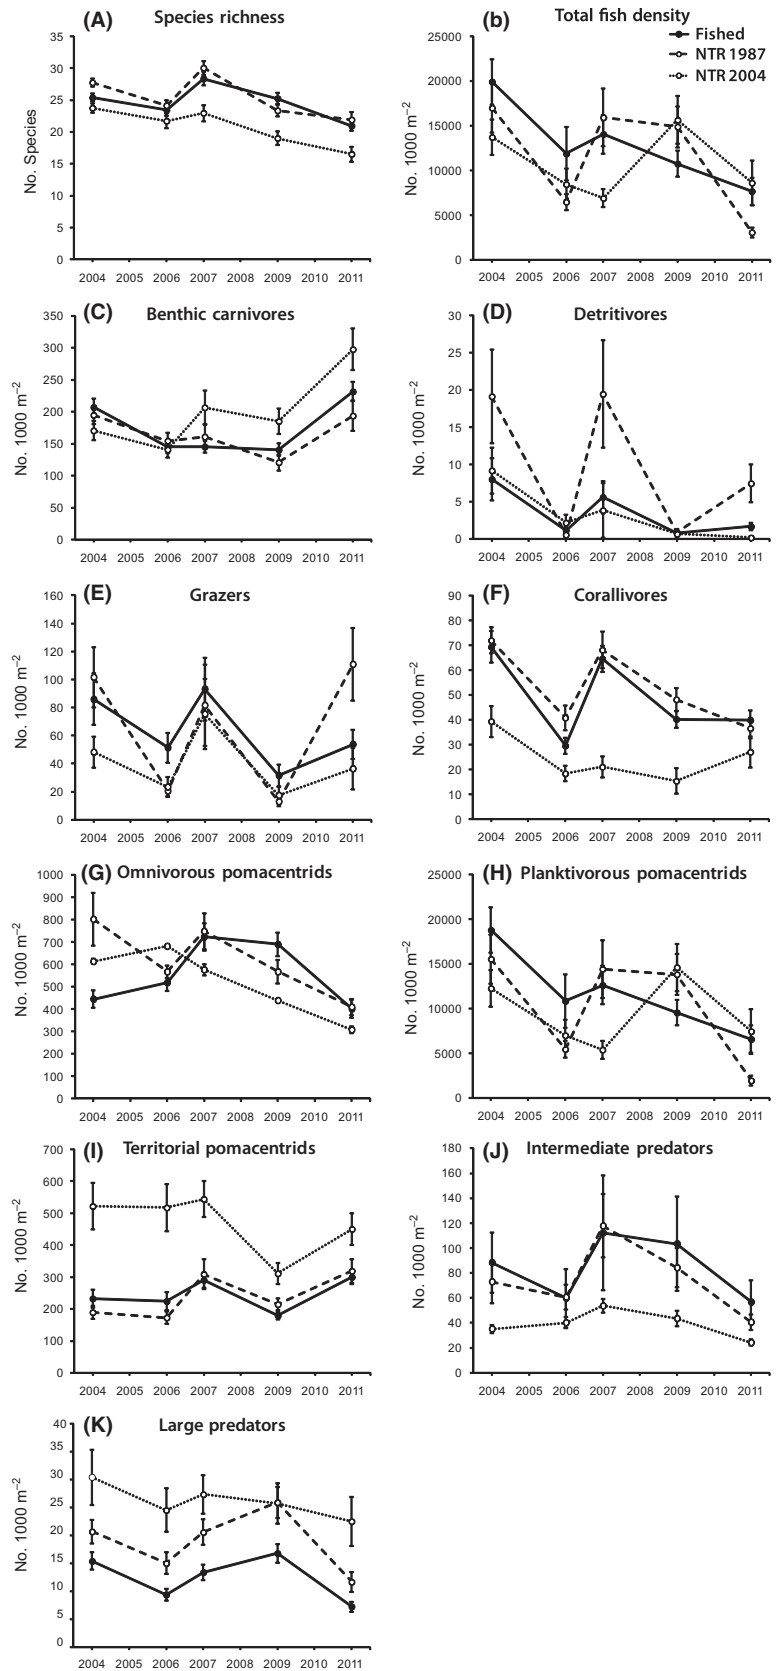 (A) Species richness
35
30
25
20
15
10
5
0
No. Species
2004 2005 2006 2007 2008 2009 2010 2011
(b) Total fish density
Fished
NTR 1987
NTR 2004
25000
20000
15000
10000
5000
0
No. 1000 m⁻²
2004 2005 2006 2007 2008 2009 2010 2011
(C) Benthic carnivores
350
300
250
200
150
100
50
0
No. 1000 m⁻²
2004 2005 2006 2007 2008 2009 2010 2011
(D) Detritivores
30
25
20
15
10
5
0
No. 1000 m⁻²
2004 2005 2006 2007 2008 2009 2010 2011
(E) Grazers
160
140
120
100
80
60
40
20
0
No. 1000 m⁻²
2004 2005 2006 2007 2008 2009 2010 2011
(F) Corallivores
90
80
70
60
50
40
30
20
10
0
No. 1000 m⁻²
2004 2005 2006 2007 2008 2009 2010 2011
(G) Omnivorous pomacentrids
1000
900
800
700
600
500
400
300
200
100
0
No. 1000 m⁻²
2004 2005 2006 2007 2008 2009 2010 2011
(H) Planktivorous pomacentrids
25000
20000
15000
10000
5000
0
No. 1000 m⁻²
2004 2005 2006 2007 2008 2009 2010 2011
(I) Territorial pomacentrids
700
600
500
400
300
200
100
0
No. 1000 m⁻²
2004 2005 2006 2007 2008 2009 2010 2011
(J) Intermediate predators
180
160
140
120
100
80
60
40
20
0
No. 1000 m⁻²
2004 2005 2006 2007 2008 2009 2010 2011
(K) Large predators
40
35
30
25
20
15
10
5
0
No. 1000 m⁻²
2004 2005 2006 2007 2008 2009 2010 2011